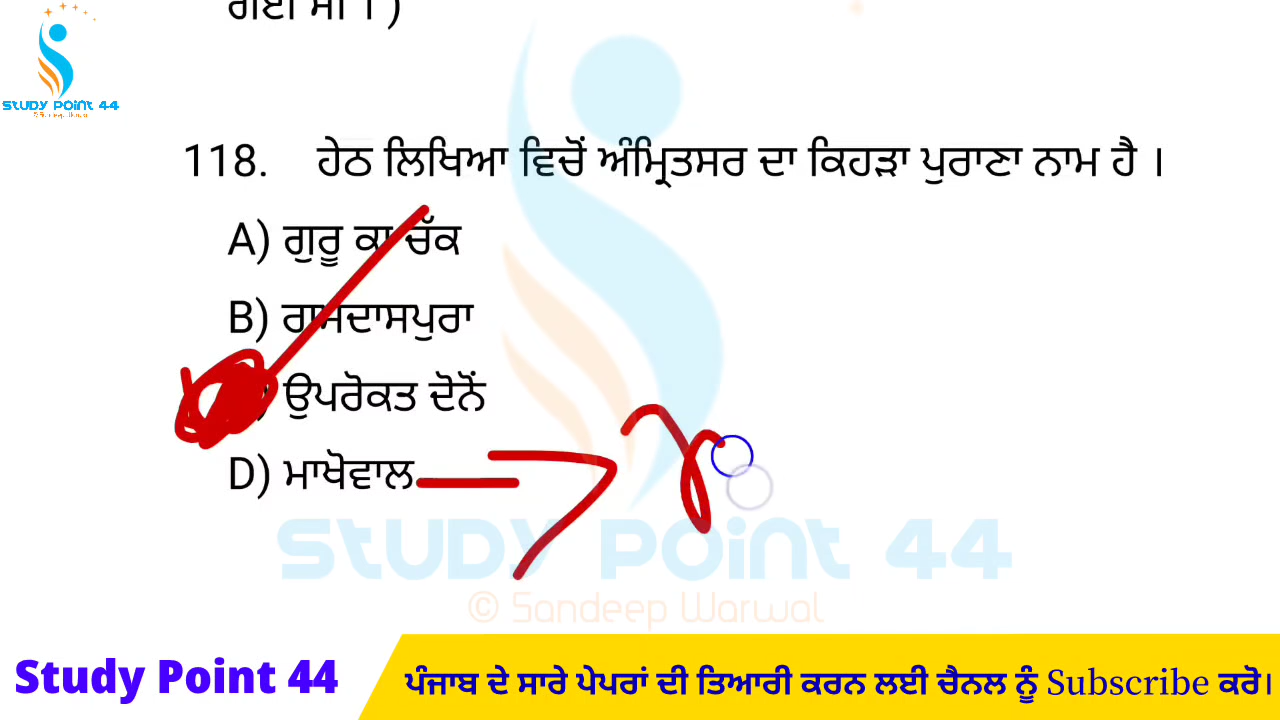 ਗਈ ਸੀ । )
STUDY POINT 44
118. ਹੇਠ ਲਿਖਿਆ ਵਿਚੋਂ ਅੰਮ੍ਰਿਤਸਰ ਦਾ ਕਿਹੜਾ ਪੁਰਾਣਾ ਨਾਮ ਹੈ ।
A) ਗੁਰੂ ਕਾ ਚੱਕ
B) ਰਾਮਦਾਸਪੁਰਾ
ਉਪਰੋਕਤ ਦੋਨੋਂ
D) ਮਾਖੋਵਾਲ
STUDY POINT 44
© Sandeep Warwal
Study Point 44
ਪੰਜਾਬ ਦੇ ਸਾਰੇ ਪੇਪਰਾਂ ਦੀ ਤਿਆਰੀ ਕਰਨ ਲਈ ਚੈਨਲ ਨੂੰ Subscribe ਕਰੋ।